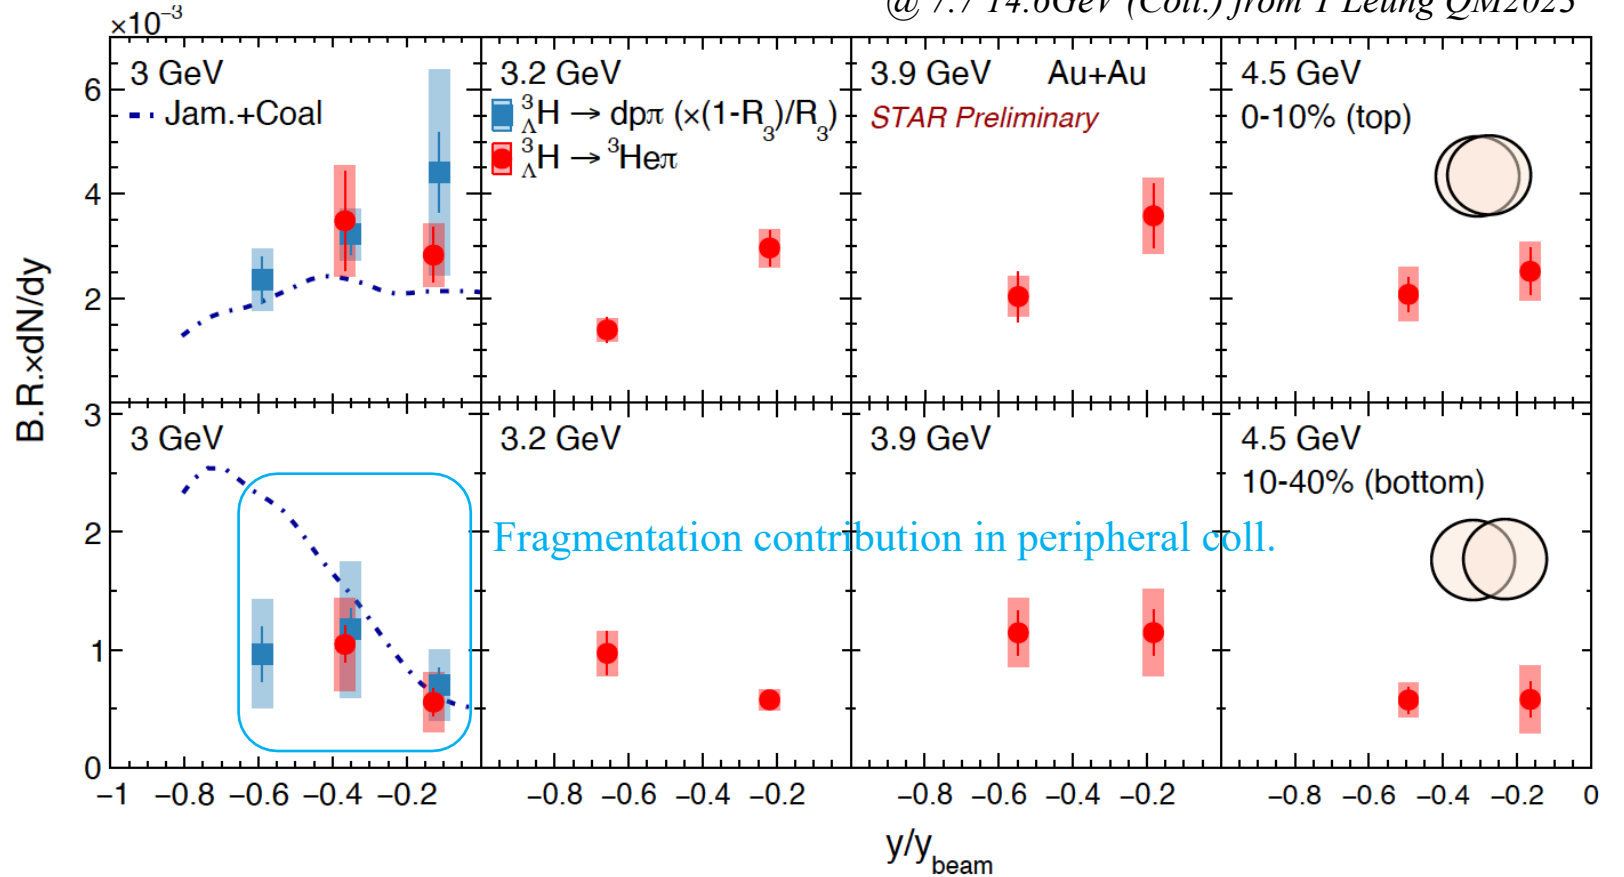 @ 7.7 14.6GeV (Coll.) from Y Leung QM2023
×10⁻³
3 GeV
Jam.+Coal
3.2 GeV
³ΛH → dpπ (×(1-R₃)/R₃)
³ΛH → ³Heπ
3.9 GeV Au+Au
STAR Preliminary
4.5 GeV
0-10% (top)
6
4
2
B.R.×dN/dy
3 GeV
3.2 GeV
3.9 GeV
4.5 GeV
10-40% (bottom)
Fragmentation contribution in peripheral coll.
3
2
1
0
−1 −0.8 −0.6 −0.4 −0.2 −0.8 −0.6 −0.4 −0.2 −0.8 −0.6 −0.4 −0.2 −0.8 −0.6 −0.4 −0.2 0
y/y_beam